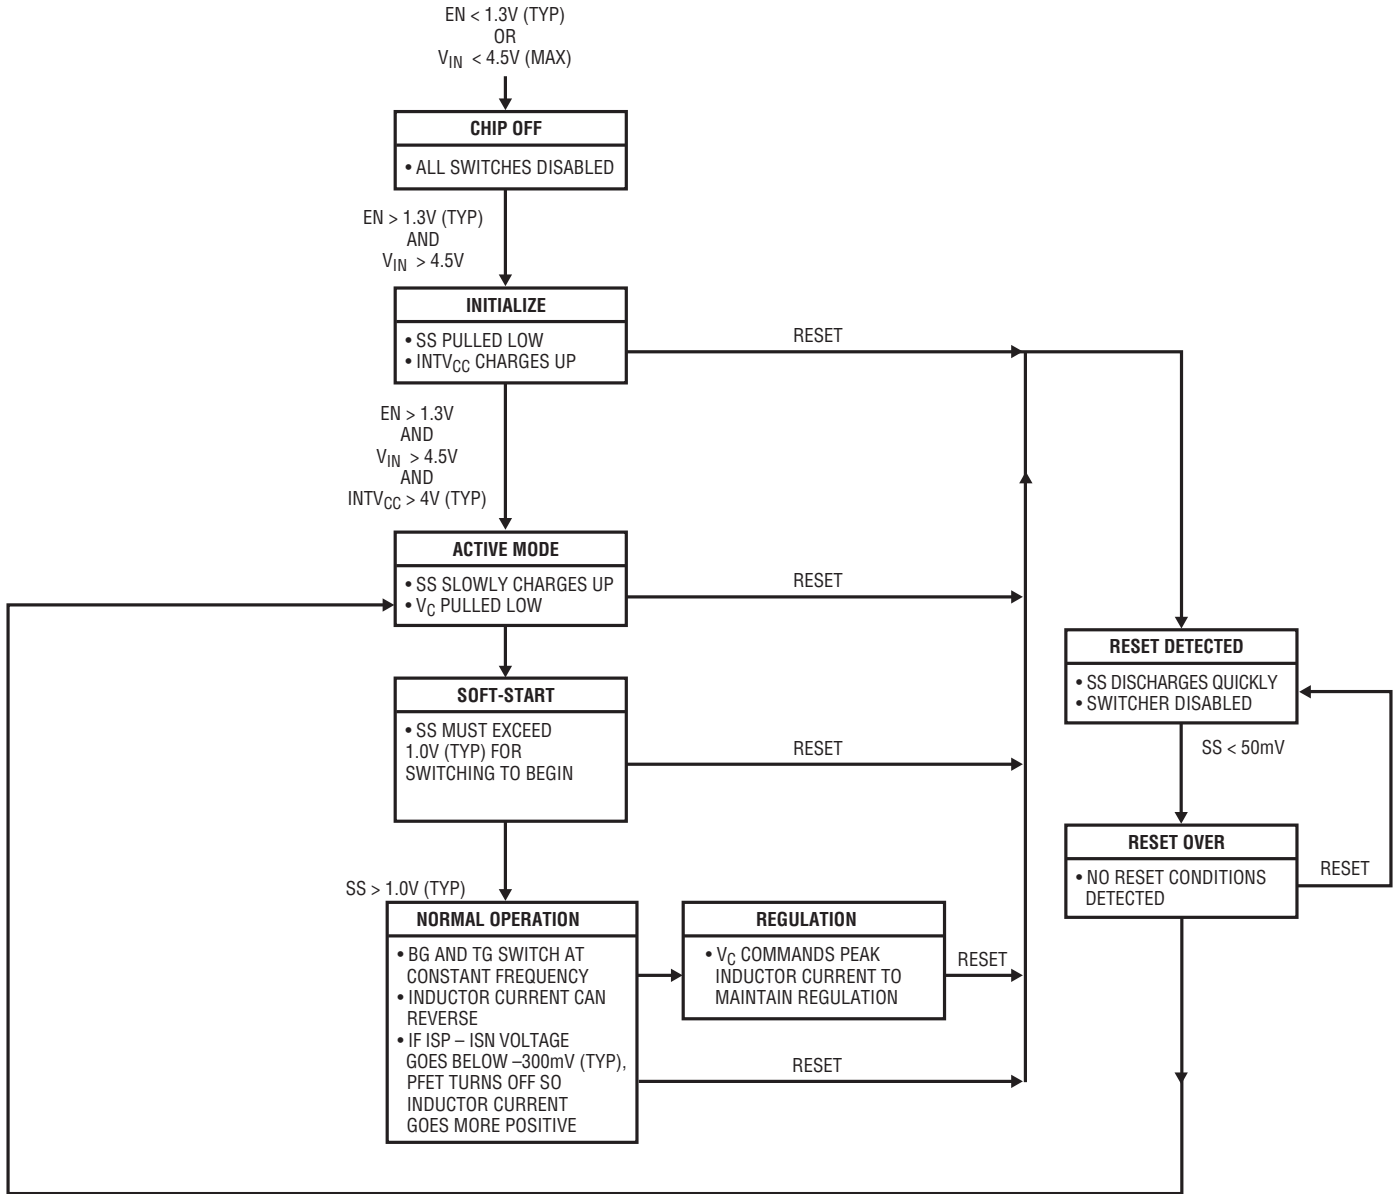 EN < 1.3V (TYP)
OR
VIN < 4.5V (MAX)
CHIP OFF
• ALL SWITCHES DISABLED
EN > 1.3V (TYP)
AND
VIN > 4.5V
INITIALIZE
• SS PULLED LOW
• INTVCC CHARGES UP
RESET
EN > 1.3V
AND
VIN > 4.5V
AND
INTVCC > 4V (TYP)
ACTIVE MODE
• SS SLOWLY CHARGES UP
• VC PULLED LOW
RESET
SOFT-START
• SS MUST EXCEED
1.0V (TYP) FOR
SWITCHING TO BEGIN
RESET
SS > 1.0V (TYP)
NORMAL OPERATION
• BG AND TG SWITCH AT
CONSTANT FREQUENCY
• INDUCTOR CURRENT CAN
REVERSE
• IF ISP – ISN VOLTAGE
GOES BELOW –300mV (TYP),
PFET TURNS OFF SO
INDUCTOR CURRENT
GOES MORE POSITIVE
REGULATION
• VC COMMANDS PEAK
INDUCTOR CURRENT TO
MAINTAIN REGULATION
RESET
RESET
RESET DETECTED
• SS DISCHARGES QUICKLY
• SWITCHER DISABLED
SS < 50mV
RESET OVER
• NO RESET CONDITIONS
DETECTED
RESET